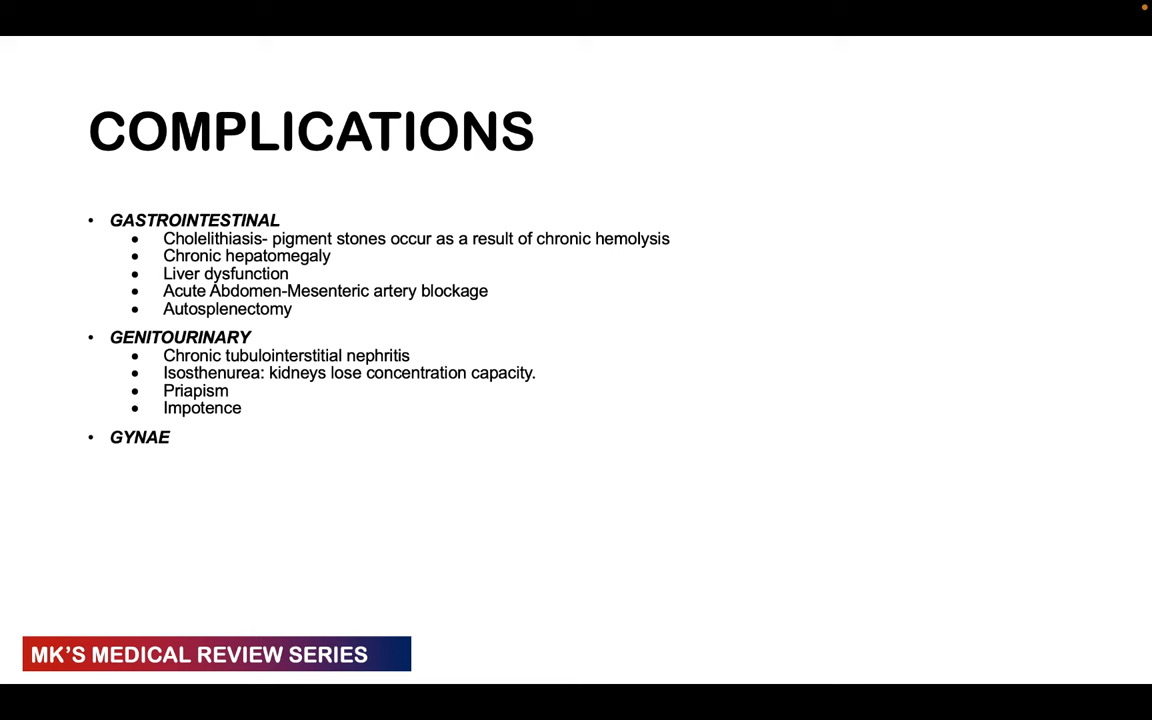 COMPLICATIONS
• GASTROINTESTINAL
• Cholelithiasis- pigment stones occur as a result of chronic hemolysis
• Chronic hepatomegaly
• Liver dysfunction
• Acute Abdomen-Mesenteric artery blockage
• Autosplenectomy
• GENITOURINARY
• Chronic tubulointerstitial nephritis
• Isosthenurea: kidneys lose concentration capacity.
• Priapism
• Impotence
• GYNAE
MK'S MEDICAL REVIEW SERIES